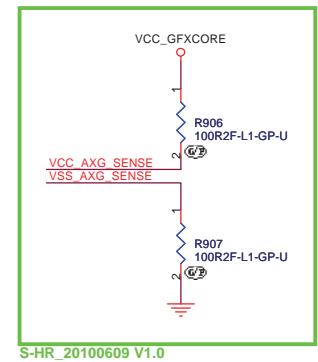 VCC_GFXCORE
1
R906
100R2F-L1-GP-U
2
G/P
VCC_AXG_SENSE
VSS_AXG_SENSE
1
R907
100R2F-L1-GP-U
2
G/P
S-HR_20100609 V1.0